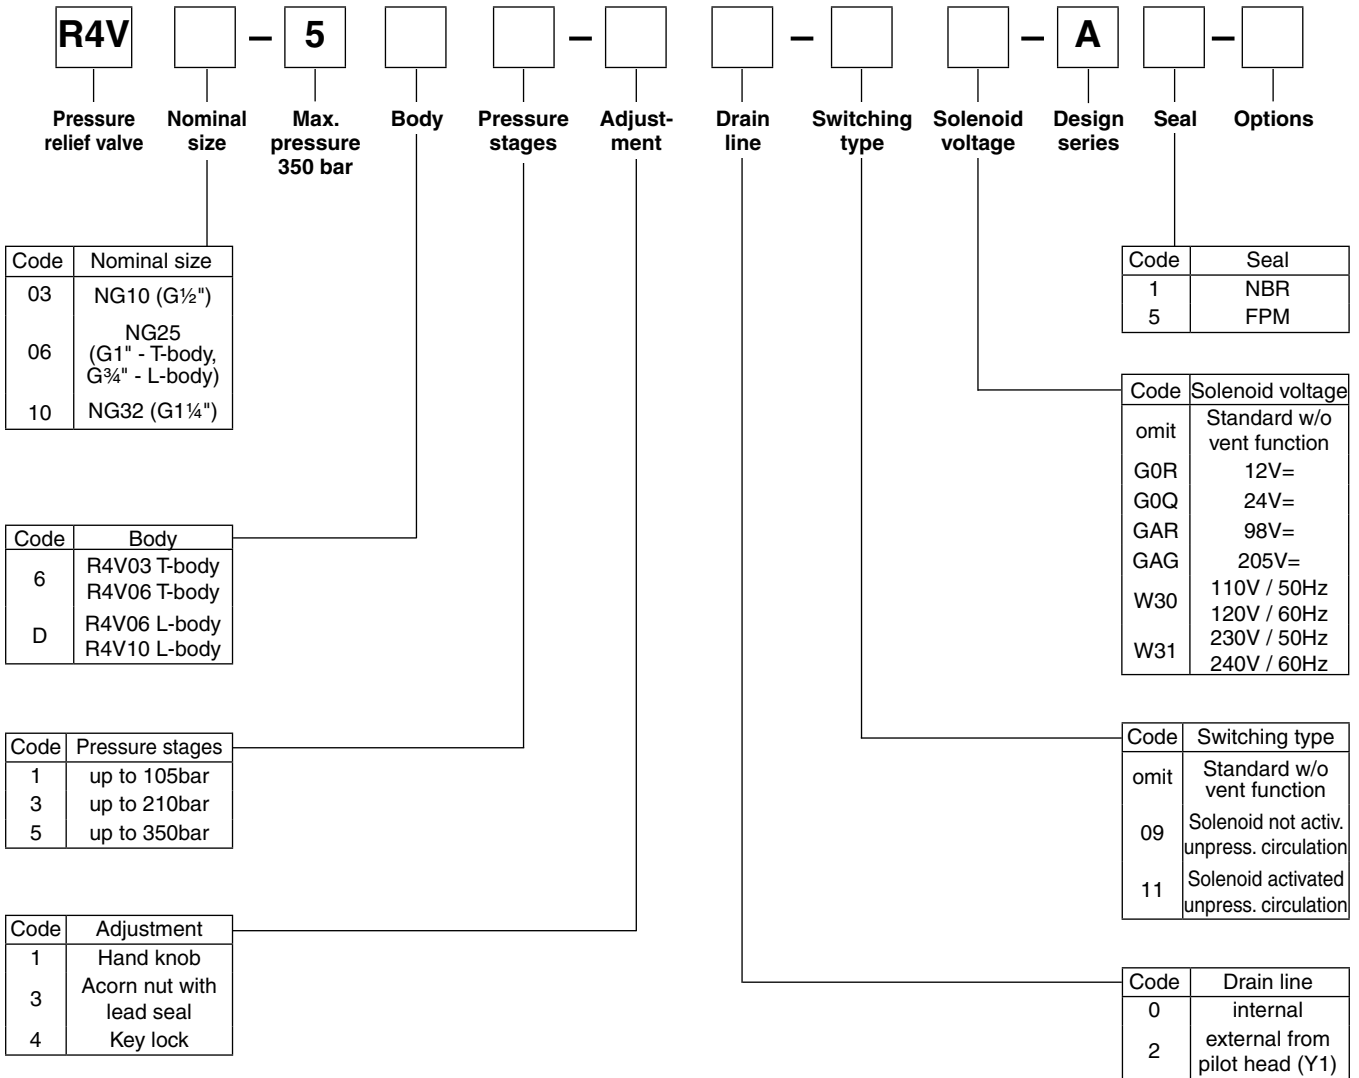 R4V – 5 – – – A –
Pressure relief valve
Nominal size
Max. pressure 350 bar
Body
Pressure stages
Adjust-ment
Drain line
Switching type
Solenoid voltage
Design series
Seal
Options
Code Nominal size
03 NG10 (G½")
06 NG25
(G1" - T-body,
G¾" - L-body)
10 NG32 (G1¼")
Code Body
6 R4V03 T-body
R4V06 T-body
D R4V06 L-body
R4V10 L-body
Code Pressure stages
1 up to 105bar
3 up to 210bar
5 up to 350bar
Code Adjustment
1 Hand knob
3 Acorn nut with
lead seal
4 Key lock
Code Seal
1 NBR
5 FPM
Code Solenoid voltage
omit Standard w/o
vent function
G0R 12V=
G0Q 24V=
GAR 98V=
GAG 205V=
W30 110V / 50Hz
120V / 60Hz
W31 230V / 50Hz
240V / 60Hz
Code Switching type
omit Standard w/o
vent function
09 Solenoid not activ.
unpress. circulation
11 Solenoid activated
unpress. circulation
Code Drain line
0 internal
2 external from
pilot head (Y1)